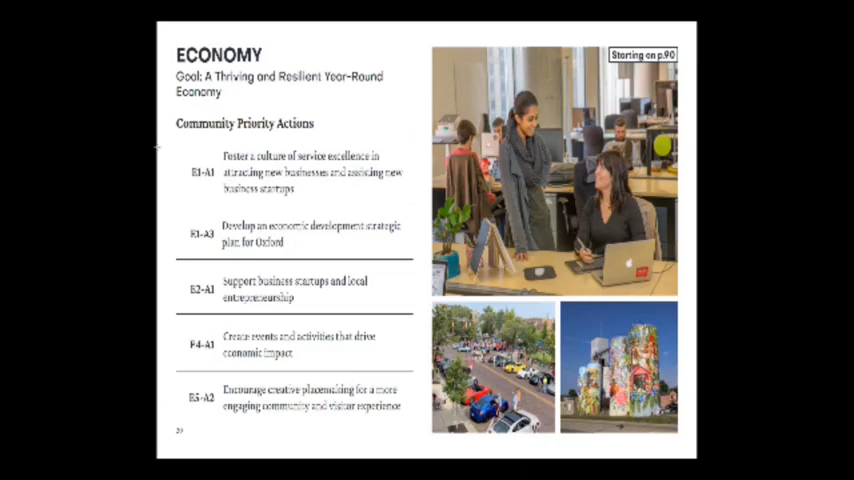 ECONOMY
Goal: A Thriving and Resilient Year-Round
Economy
Community Priority Actions
E1-A1
Foster a culture of service excellence in
attracting new businesses and assisting new
business startups
E1-A3
Develop an economic development strategic
plan for Oxford
E2-A1
Support business startups and local
entrepreneurship
E4-A1
Create events and activities that drive
economic impact
E5-A2
Encourage creative placemaking for a more
engaging community and visitor experience
Starting on p.90